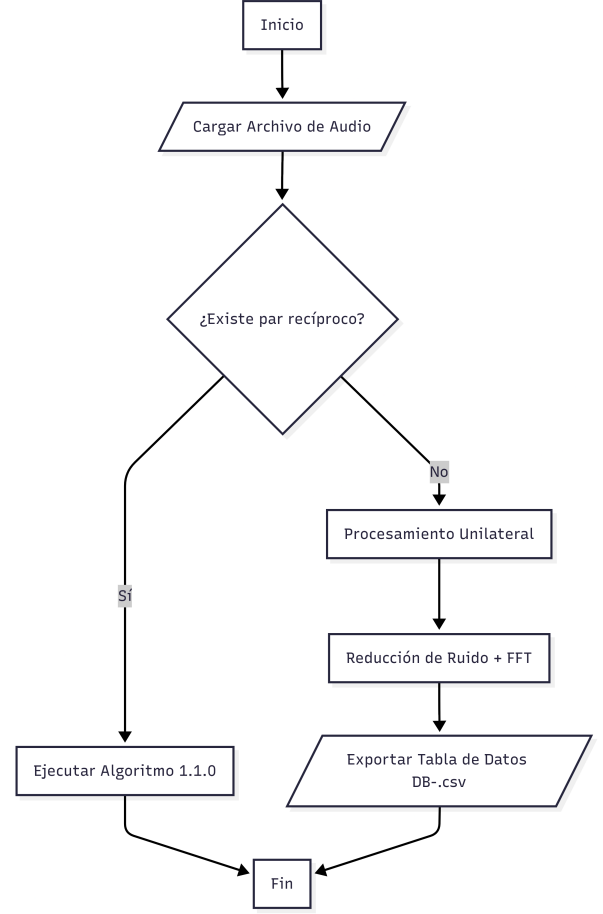 Inicio
Cargar Archivo de Audio
¿Existe par recíproco?
No
Procesamiento Unilateral
Sí
Reducción de Ruido + FFT
Exportar Tabla de Datos
DB-.csv
Ejecutar Algoritmo 1.1.0
Fin